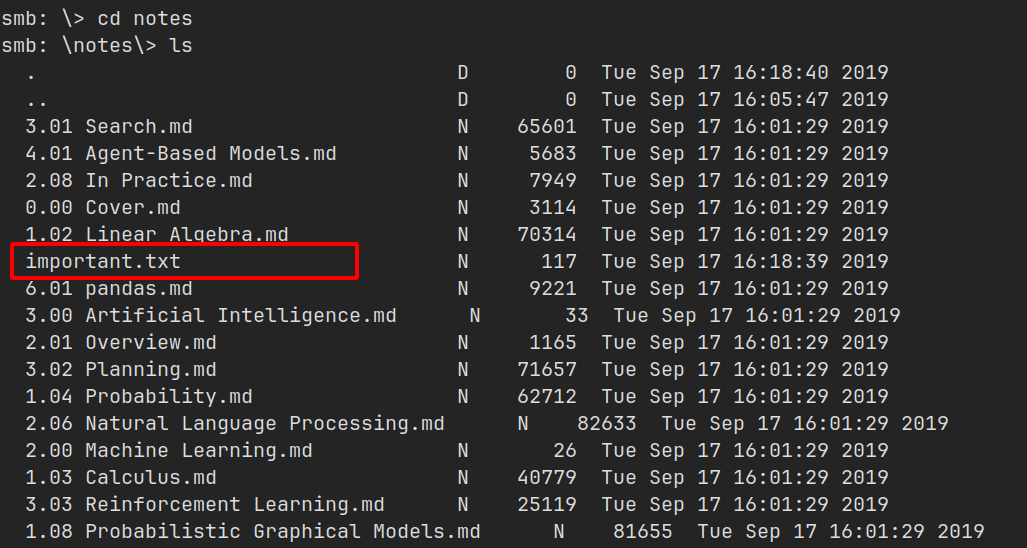 smb: \> cd notes
smb: \notes\> ls
  .                                   D        0  Tue Sep 17 16:18:40 2019
  ..                                  D        0  Tue Sep 17 16:05:47 2019
  3.01 Search.md                      N    65601  Tue Sep 17 16:01:29 2019
  4.01 Agent-Based Models.md          N     5683  Tue Sep 17 16:01:29 2019
  2.08 In Practice.md                 N     7949  Tue Sep 17 16:01:29 2019
  0.00 Cover.md                       N     3114  Tue Sep 17 16:01:29 2019
  1.02 Linear Algebra.md              N    70314  Tue Sep 17 16:01:29 2019
  important.txt                       N      117  Tue Sep 17 16:18:39 2019
  6.01 pandas.md                      N     9221  Tue Sep 17 16:01:29 2019
  3.00 Artificial Intelligence.md      N       33  Tue Sep 17 16:01:29 2019
  2.01 Overview.md                    N     1165  Tue Sep 17 16:01:29 2019
  3.02 Planning.md                    N    71657  Tue Sep 17 16:01:29 2019
  1.04 Probability.md                 N    62712  Tue Sep 17 16:01:29 2019
  2.06 Natural Language Processing.md      N    82633  Tue Sep 17 16:01:29 2019
  2.00 Machine Learning.md            N       26  Tue Sep 17 16:01:29 2019
  1.03 Calculus.md                    N    40779  Tue Sep 17 16:01:29 2019
  3.03 Reinforcement Learning.md      N    25119  Tue Sep 17 16:01:29 2019
  1.08 Probabilistic Graphical Models.md      N    81655  Tue Sep 17 16:01:29 2019